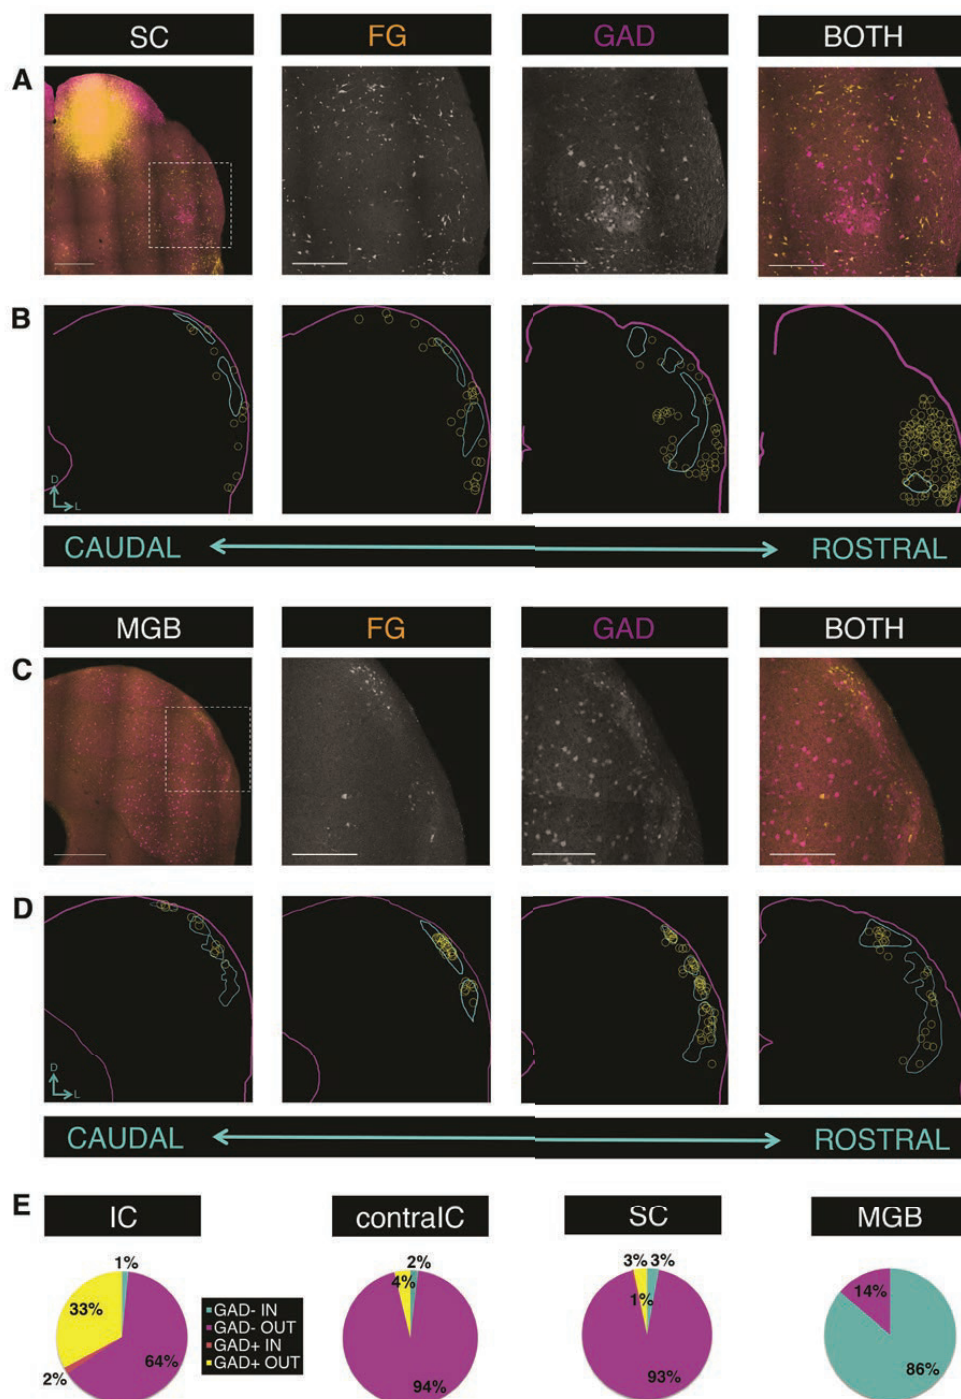 SC FG GAD BOTH
A
B
D
L
CAUDAL ROSTRAL
MGB FG GAD BOTH
C
D
D
L
CAUDAL ROSTRAL
E
IC contraIC SC MGB
1% 2% 3% 3%
33% 4% 1% 14%
GAD- IN
GAD- OUT
GAD+ IN
GAD+ OUT
2% 64% 94% 93% 86%